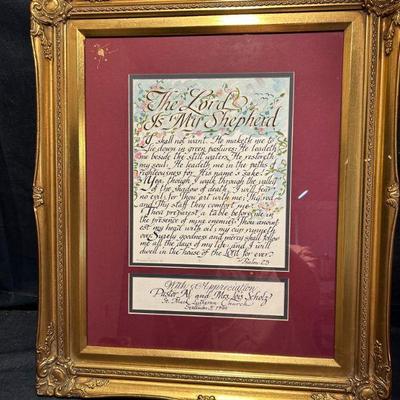 The Lord
Is My Shepherd
I shall not want. He maketh me to
lie down in green pastures: He leadeth
me beside the still waters. He restoreth
my soul: He leadeth me in the paths of
righteousness for His name's sake.
Yea, though I walk through the valley
of the shadow of death, I will fear
no evil: for Thou art with me; Thy rod
and Thy staff they comfort me.
Thou preparest a table before me in
the presence of mine enemies: Thou anoint
est my head with oil; my cup runneth
over. Surely goodness and mercy shall follow
me all the days of my life; and I will
dwell in the house of the Lord for ever.
Psalm 23
With Appreciation
Pastor Al and Mrs. Lois Scholz
St. Mark Lutheran Church
September